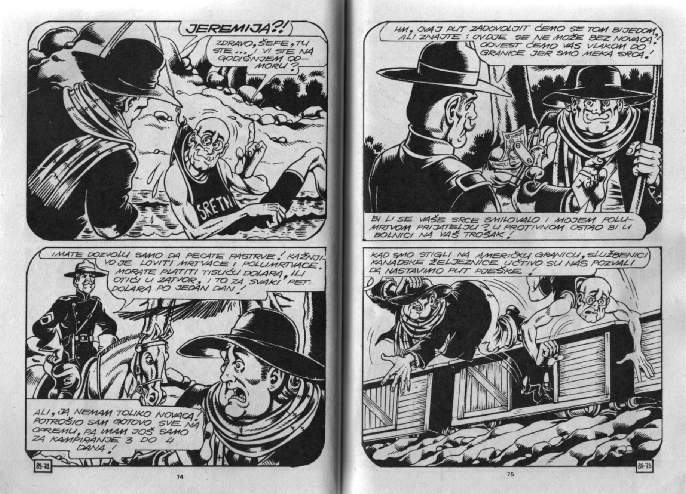 JEREMIJA?!
ZDRAVO, ŠEFE, TU
STE... I VI STE NA
GODIŠNJEM OD-
MORU?
SRETN
IMATE DOZVOLU SAMO DA PECATE PASTRVE! KAŽNJI-
VO JE LOVITI MRTVACE I POLUMRTVACE.
MORATE PLATITI TISUĆU DOLARA, ILI
OTIĆI U ZATVOR, I TO ZA SVAKI PET
DOLARA PO JEDAN DAN!
ALI, JA NEMAM TOLIKO NOVACA,
POTROŠIO SAM GOTOVO SVE NA
OPREMU, PA IMAM JOŠ SAMO
ZA KAMPIRANJE 3 DO 4
DANA!
74
HM, OVAJ PUT ZADOVOLJIT ĆEMO SE TOM BIJEDOM,
ALI ZNAJTE I OVDJE SE NE MOŽE BEZ NOVACA!
ODVEST ĆEMO VAS VLAKOM DO
GRANICE JER SMO MEKA SRCA!
BI LI SE VAŠE SRCE SMILOVALO I MOJEM POLU-
MRTVOM PRIJATELJU? U PROTIVNOM OSTAO BI U
BOLNICI NA VAŠ TROŠAK!
KAD SMO STIGLI NA AMERIČKU GRANICU, SLUŽBENICI
KANADSKE ŽELJEZNICE UČTIVO SU NAS POZVALI
DA NASTAVIMO PUT PJEŠKE.
75